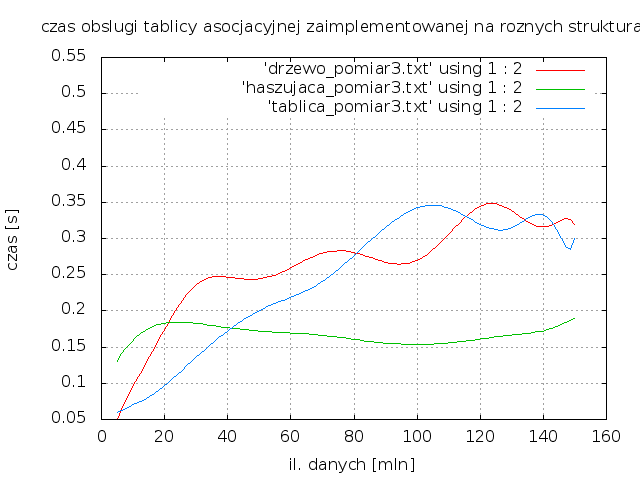 czas obslugi tablicy asocjacyjnej zaimplementowanej na roznych struktura
'drzewo_pomiar3.txt' using 1 : 2
'haszujaca_pomiar3.txt' using 1 : 2
'tablica_pomiar3.txt' using 1 : 2
0.55
0.5
0.45
0.4
0.35
0.3
0.25
0.2
0.15
0.1
0.05
czas [s]
0 20 40 60 80 100 120 140 160
il. danych [mln]